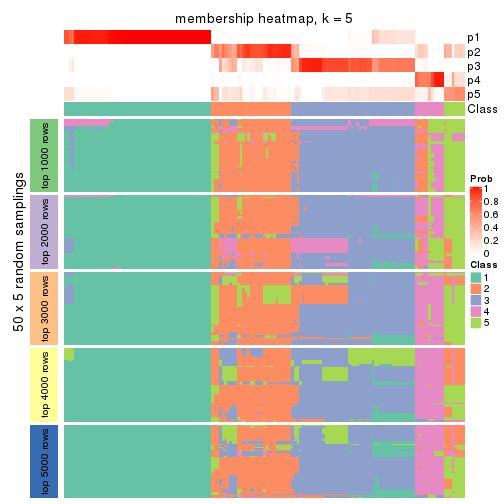 membership heatmap, k = 5
p1
p2
p3
p4
p5
Class
50 x 5 random samplings
top 1000 rows
top 2000 rows
top 3000 rows
top 4000 rows
top 5000 rows
Prob
1
0.8
0.6
0.4
0.2
0
Class
1
2
3
4
5